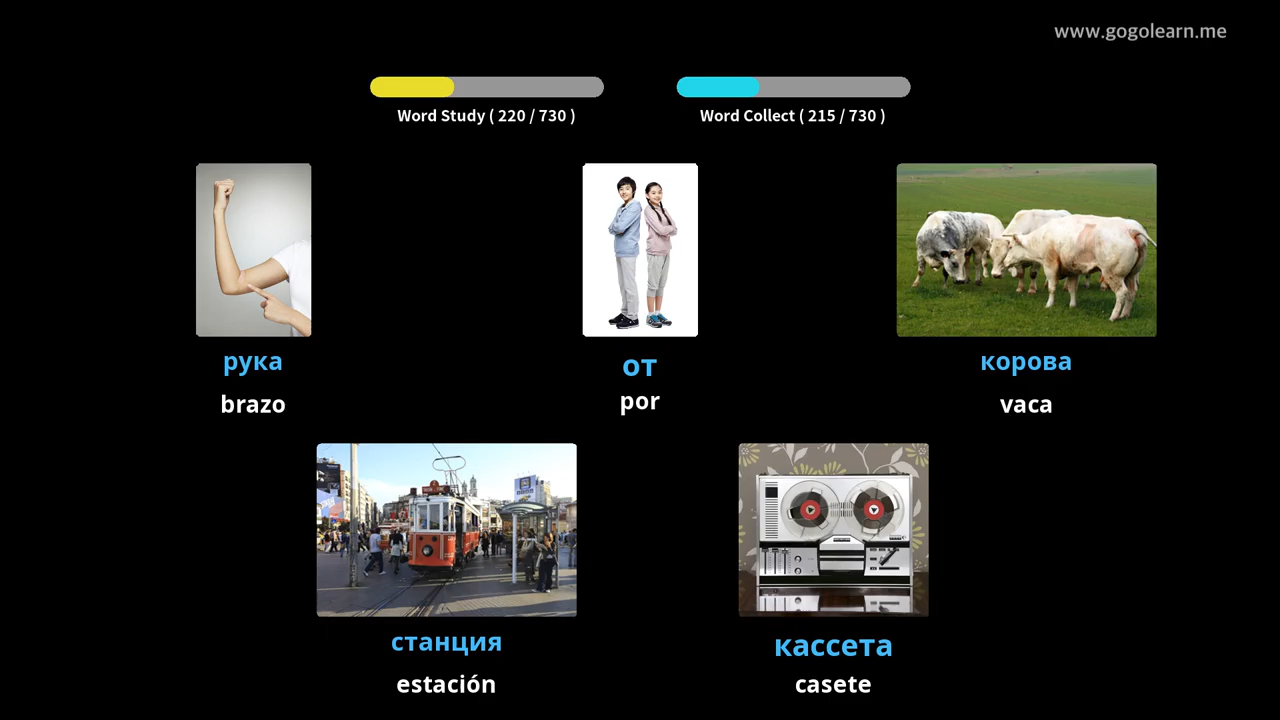 www.gogolearn.me
Word Study ( 220 / 730 )
Word Collect ( 215 / 730 )
рука
от
корова
brazo
por
vaca
станция
кассета
estación
casete